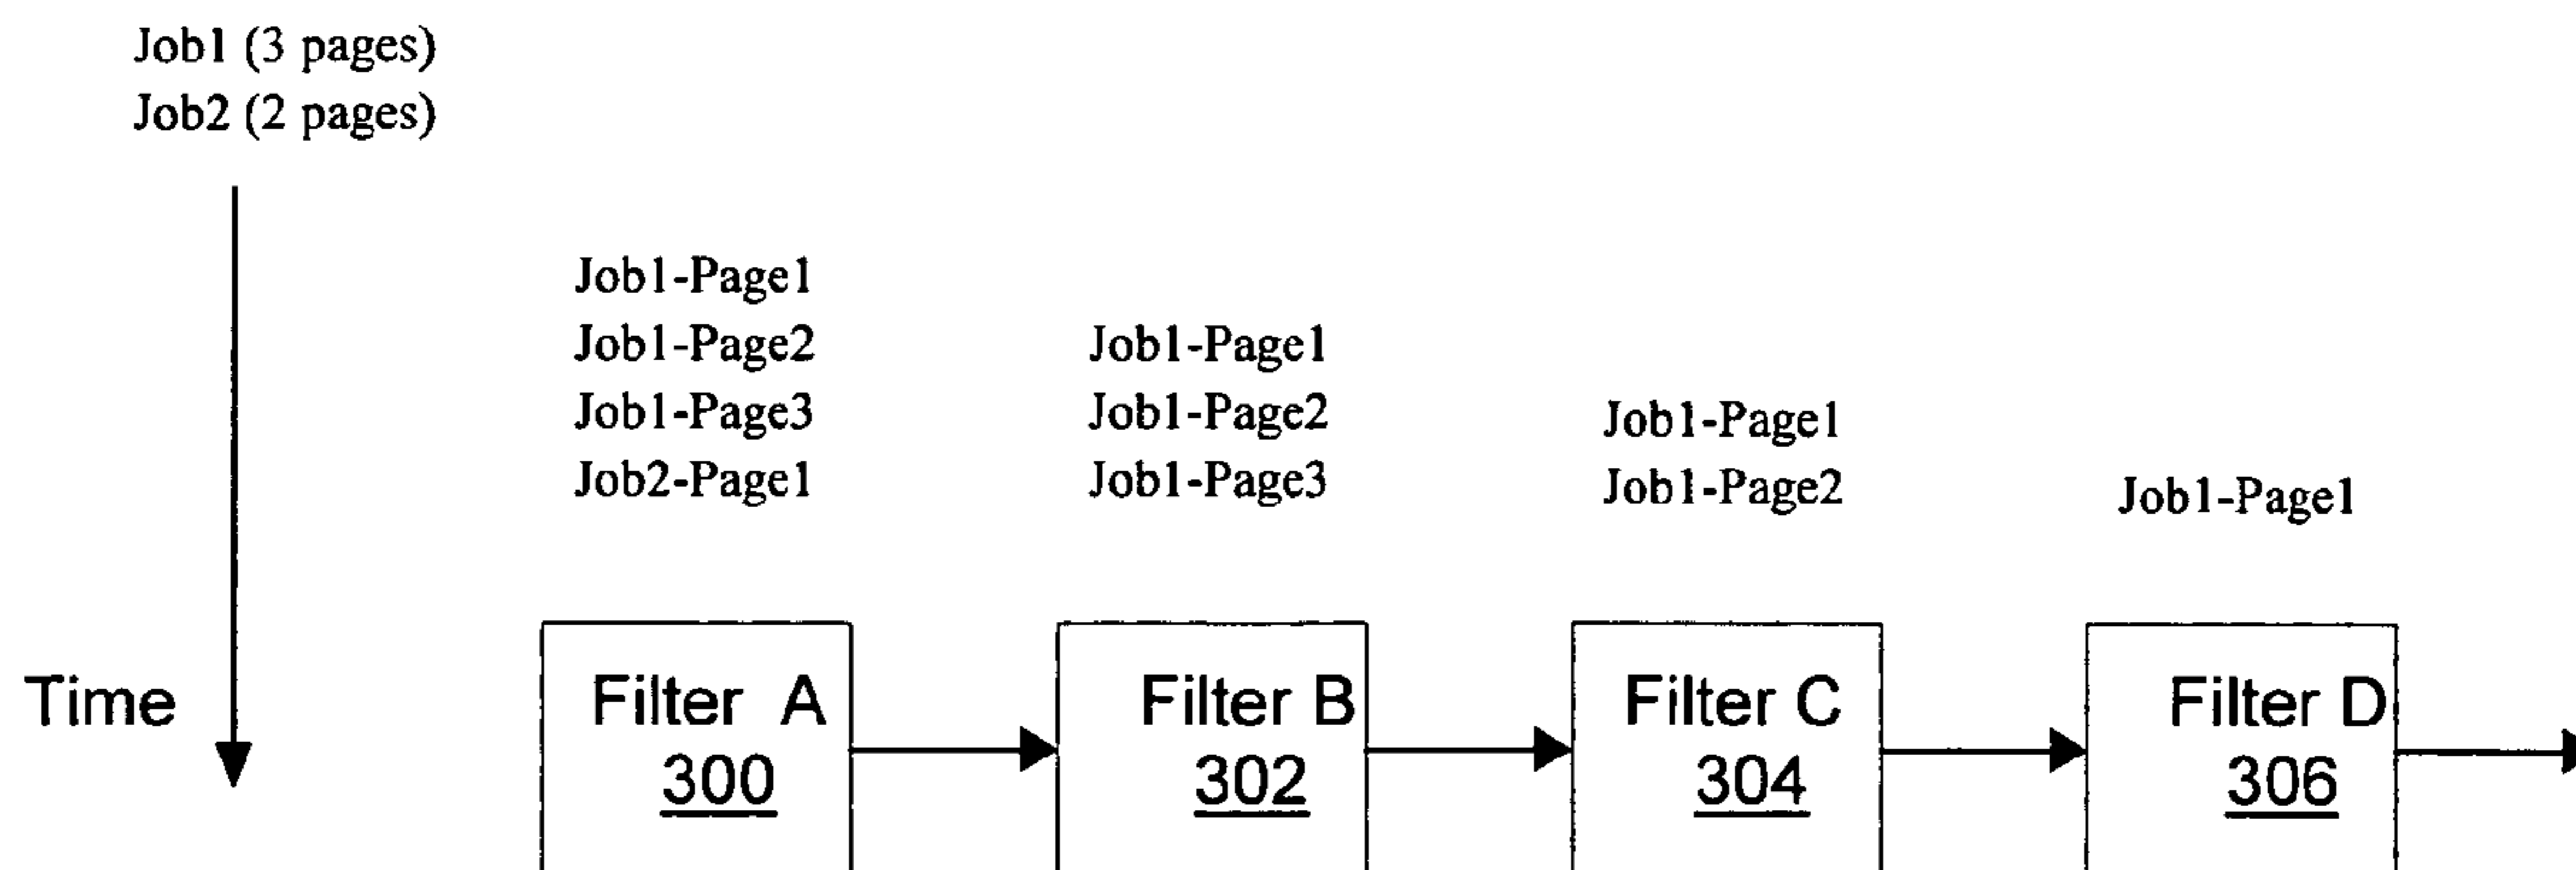 Job1 (3 pages)
Job2 (2 pages)
Job1-Page1
Job1-Page2
Job1-Page3
Job2-Page1
Job1-Page1
Job1-Page2
Job1-Page3
Job1-Page1
Job1-Page2
Job1-Page1
Time
Filter A
300
Filter B
302
Filter C
304
Filter D
306